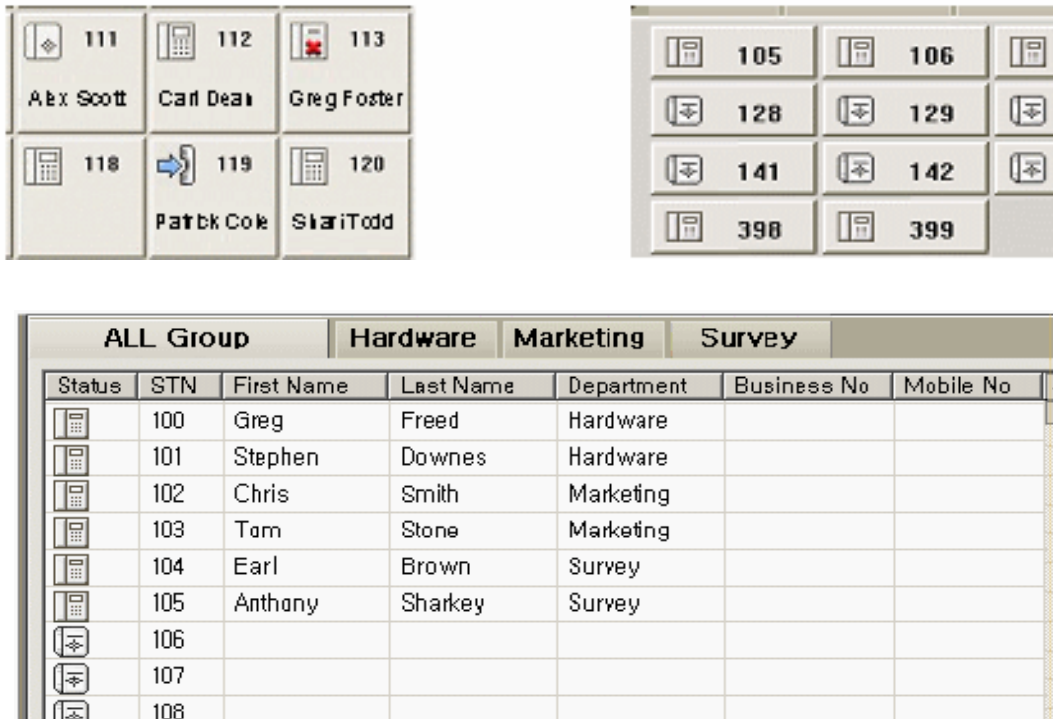 111 112 113
Alex Scott Carl Dean Greg Foster
118 119 120
Patrick Cole Shari Todd
105 106
128 129
141 142
398 399
ALL Group Hardware Marketing Survey
Status STN First Name Last Name Department Business No Mobile No
100 Greg Freed Hardware
101 Stephen Downes Hardware
102 Chris Smith Marketing
103 Tom Stone Marketing
104 Earl Brown Survey
105 Anthony Sharkey Survey
106
107
108